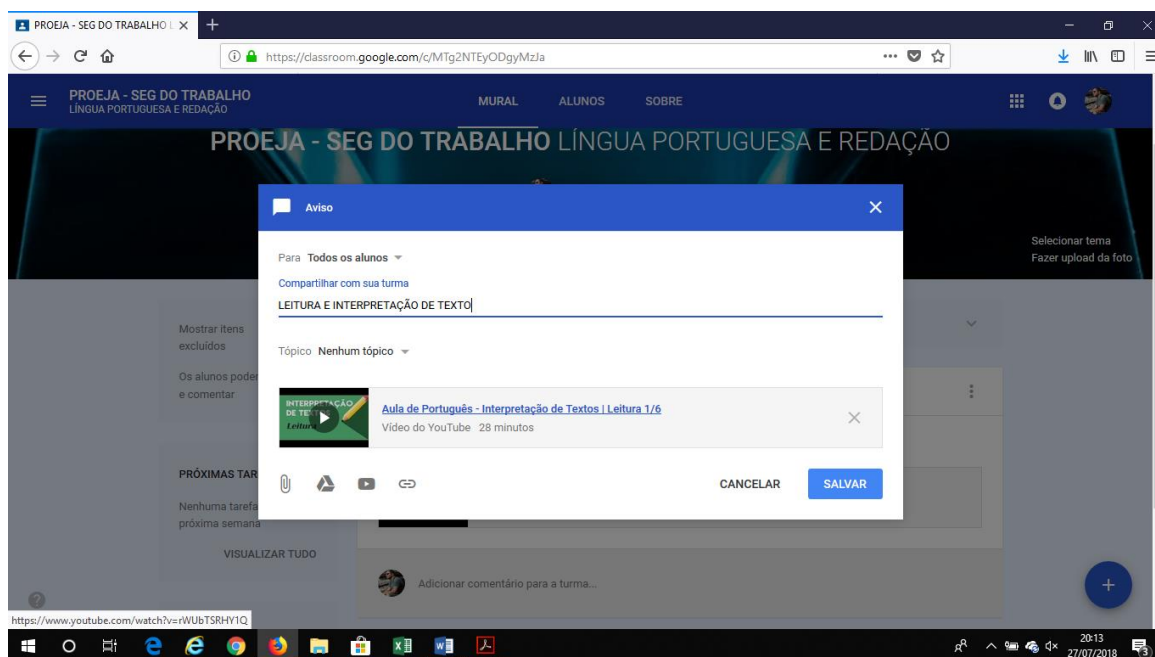 PROEJA - SEG DO TRABALHO L
https://classroom.google.com/c/MTg2NTEyODgyMzJa
PROEJA - SEG DO TRABALHO
LÍNGUA PORTUGUESA E REDAÇÃO
MURAL ALUNOS SOBRE
PROEJA - SEG DO TRABALHO LÍNGUA PORTUGUESA E REDAÇÃO
Aviso
Selecionar tema
Fazer upload da foto
Para Todos os alunos
Compartilhar com sua turma
LEITURA E INTERPRETAÇÃO DE TEXTO
Mostrar itens
excluídos
Tópico Nenhum tópico
Os alunos poder
e comentar
INTERPRETAÇÃO
DE TEXTOS
Leitura
Aula de Português - Interpretação de Textos | Leitura 1/6
Vídeo do YouTube 28 minutos
PRÓXIMAS TAR
CANCELAR SALVAR
Nenhuma tarefa
próxima semana
VISUALIZAR TUDO
Adicionar comentário para a turma...
https://www.youtube.com/watch?v=rWUbTSRHY1Q
20:13
27/07/2018
3